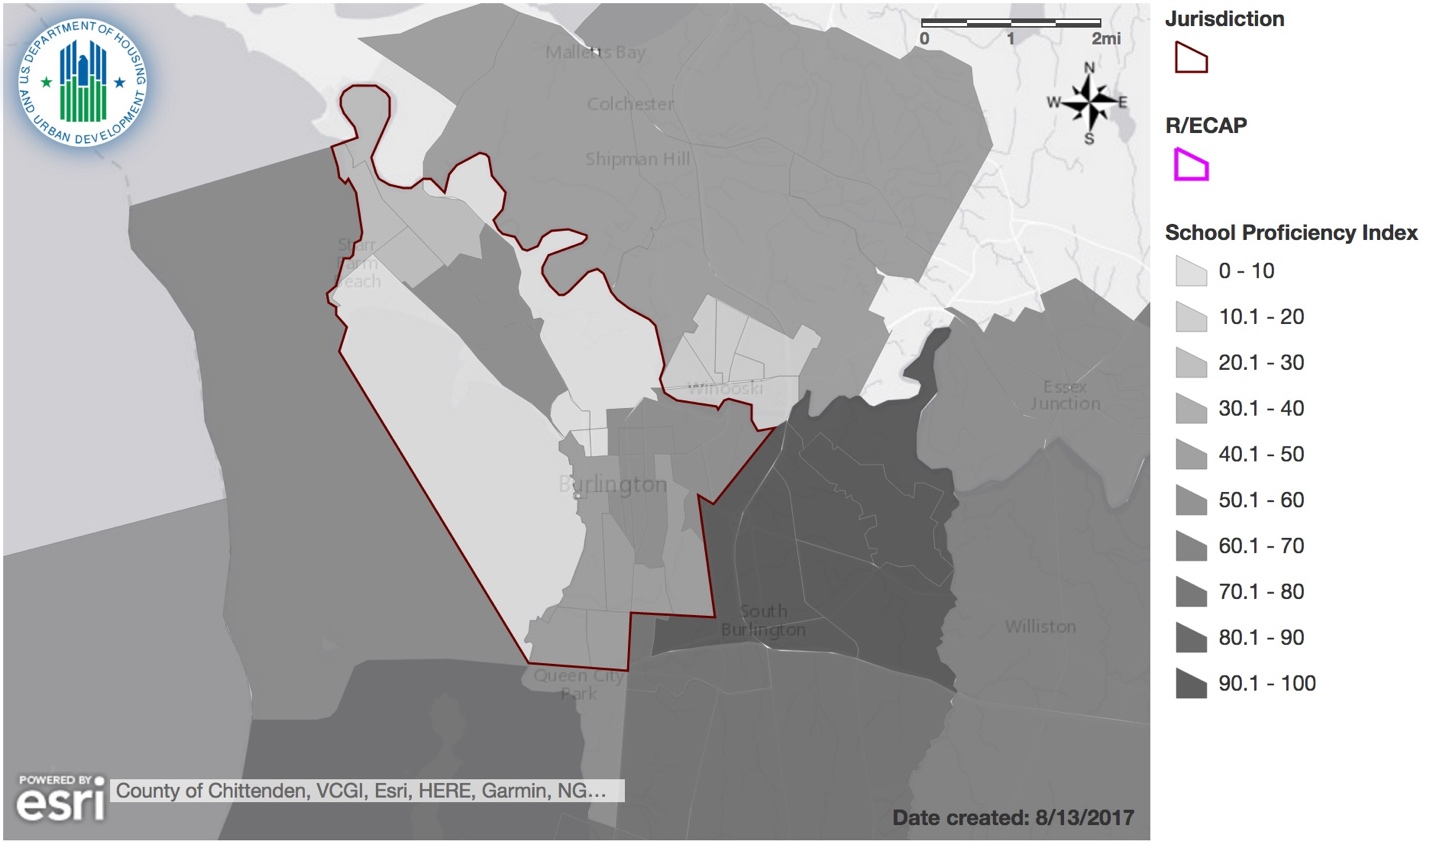 U.S. DEPARTMENT OF HOUSING
AND URBAN DEVELOPMENT
0 1 2mi
N
W E
S
Malletts Bay
Colchester
Shipman Hill
Starr
Farm
Beach
Winooski
Essex
Junction
Burlington
South
Burlington
Williston
Queen City
Park
POWERED BY
esri
County of Chittenden, VCGI, Esri, HERE, Garmin, NG...
Date created: 8/13/2017
Jurisdiction
R/ECAP
School Proficiency Index
0 - 10
10.1 - 20
20.1 - 30
30.1 - 40
40.1 - 50
50.1 - 60
60.1 - 70
70.1 - 80
80.1 - 90
90.1 - 100